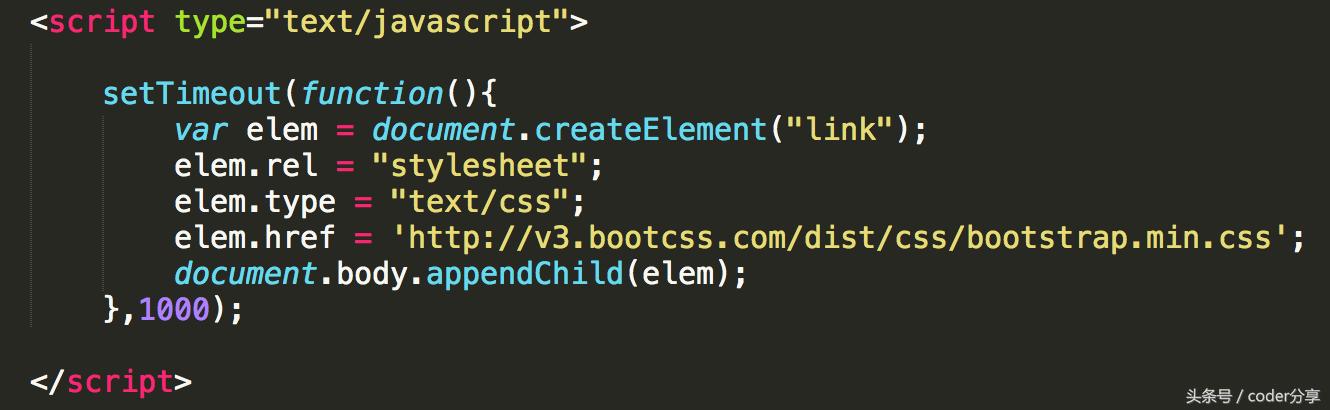 <script type="text/javascript">
setTimeout(function(){
var elem = document.createElement("link");
elem.rel = "stylesheet";
elem.type = "text/css";
elem.href = 'http://v3.bootcss.com/dist/css/bootstrap.min.css';
document.body.appendChild(elem);
},1000);
</script>
头条号 / coder分享